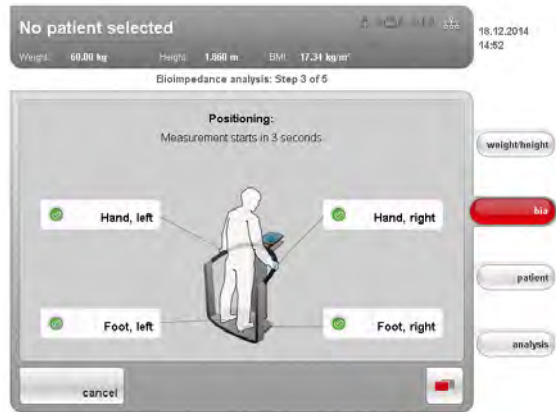 No patient selected
Weight: 60.00 kg Height: 1.860 m BMI: 17.34 kg/m²
18.12.2014
14:52
Bioimpedance analysis: Step 3 of 5
Positioning:
Measurement starts in 3 seconds
Hand, left
Hand, right
Foot, left
Foot, right
weight/height
bia
patient
analysis
cancel